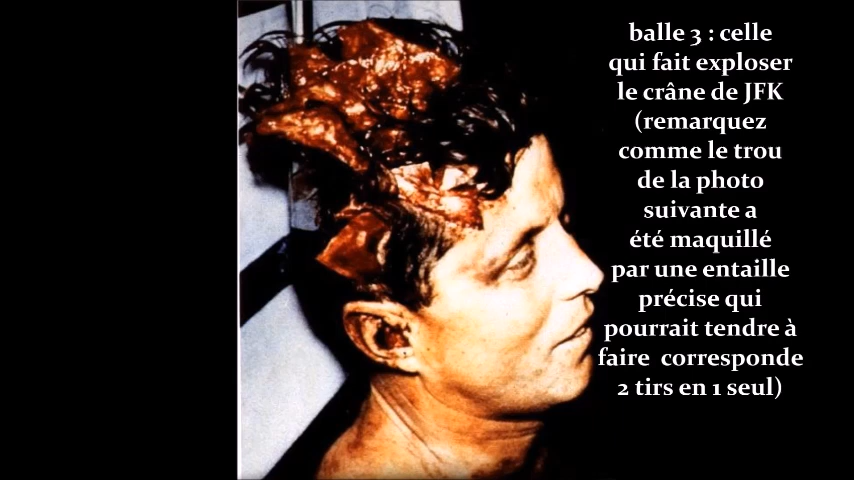 balle 3 : celle
qui fait exploser
le crâne de JFK
(remarquez
comme le trou
de la photo
suivante a
été maquillé
par une entaille
précise qui
pourrait tendre à
faire corresponde
2 tirs en 1 seul)